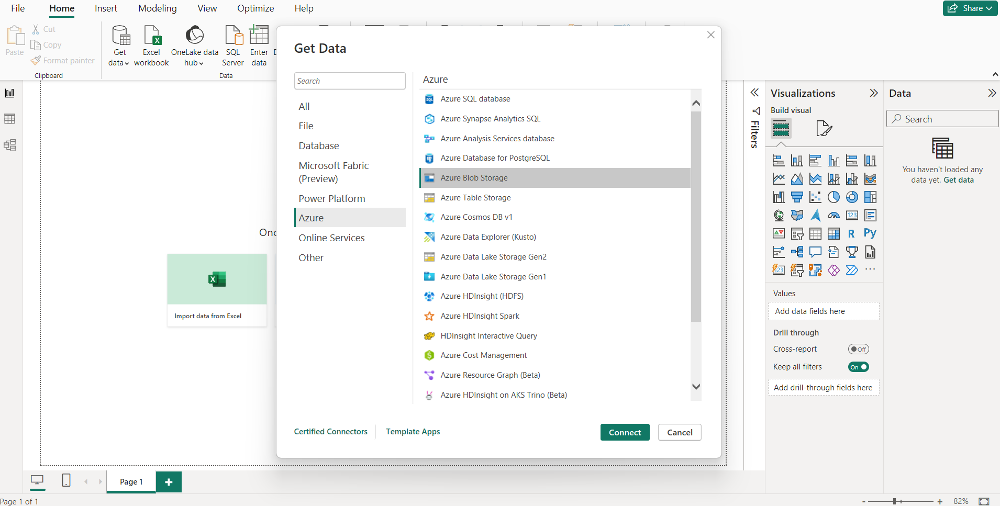 File Home Insert Modeling View Optimize Help
Share
Paste
Cut
Copy
Format painter
Clipboard
Get data
Excel workbook
OneLake data hub
SQL Server
Enter data
Data
Get Data
Search
All
File
Database
Microsoft Fabric
(Preview)
Power Platform
Azure
Online Services
Other
Azure
Azure SQL database
Azure Synapse Analytics SQL
Azure Analysis Services database
Azure Database for PostgreSQL
Azure Blob Storage
Azure Table Storage
Azure Cosmos DB v1
Azure Data Explorer (Kusto)
Azure Data Lake Storage Gen2
Azure Data Lake Storage Gen1
Azure HDInsight (HDFS)
Azure HDInsight Spark
HDInsight Interactive Query
Azure Cost Management
Azure Resource Graph (Beta)
Azure HDInsight on AKS Trino (Beta)
Certified Connectors
Template Apps
Connect
Cancel
Import data from Excel
Filters
Visualizations
Build visual
123
R
Py
123
Values
Add data fields here
Drill through
Cross-report
Off
Keep all filters
On
Add drill-through fields here
Data
Search
You haven't loaded any
data yet. Get data
Page 1
Page 1 of 1
- + 82%